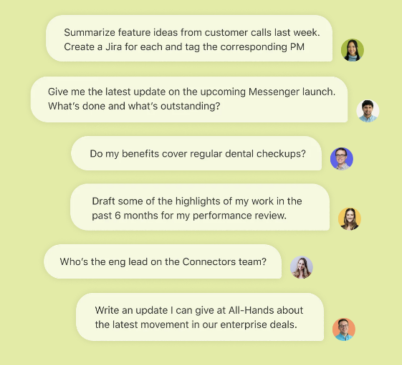 Summarize feature ideas from customer calls last week.
Create a Jira for each and tag the corresponding PM
Give me the latest update on the upcoming Messenger launch.
What's done and what's outstanding?
Do my benefits cover regular dental checkups?
Draft some of the highlights of my work in the
past 6 months for my performance review.
Who's the eng lead on the Connectors team?
Write an update I can give at All-Hands about
the latest movement in our enterprise deals.